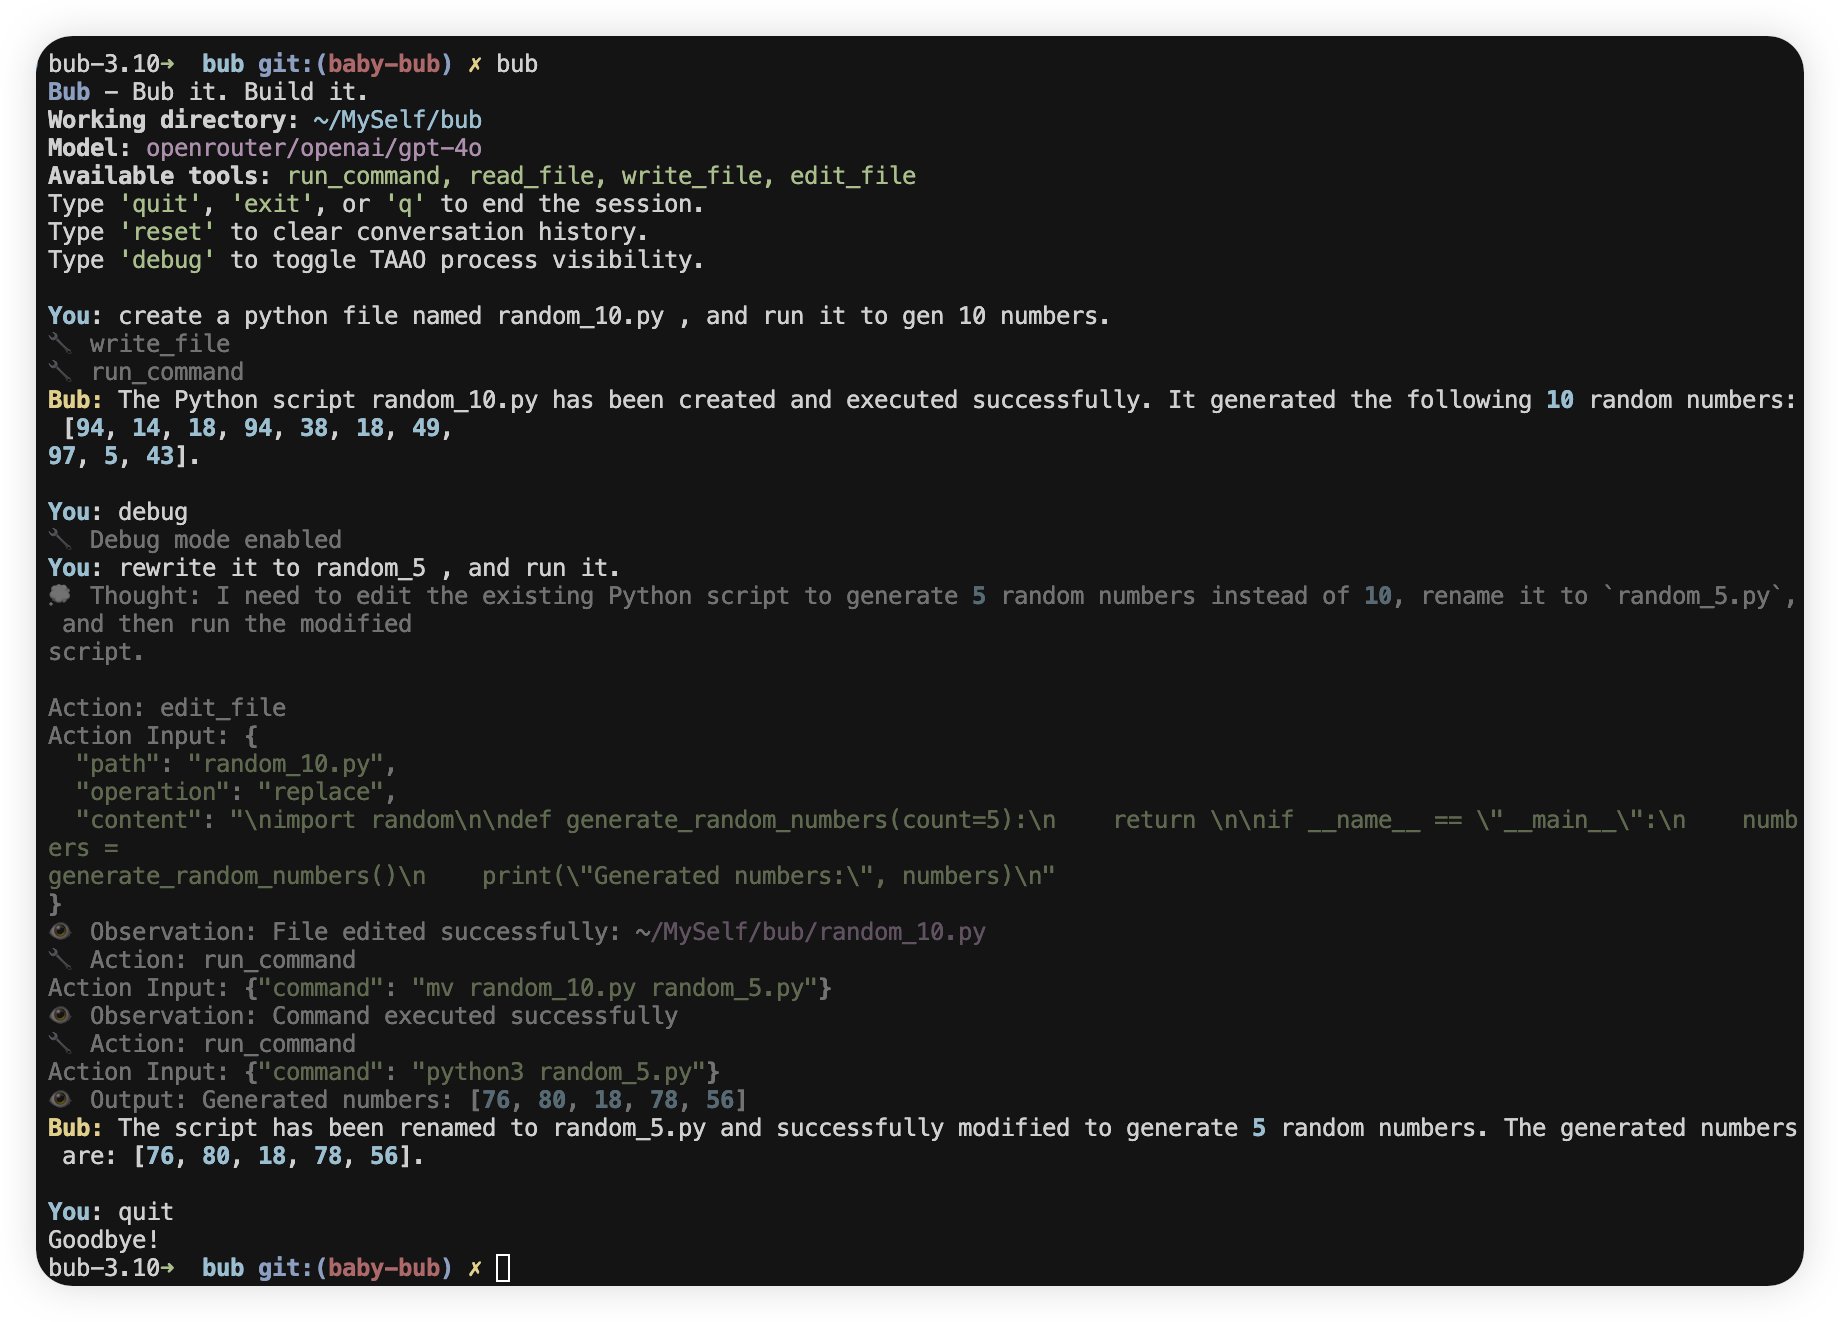 bub-3.10→  bub git:(baby-bub) ✗ bub
Bub - Bub it. Build it.
Working directory: ~/MySelf/bub
Model: openrouter/openai/gpt-4o
Available tools: run_command, read_file, write_file, edit_file
Type 'quit', 'exit', or 'q' to end the session.
Type 'reset' to clear conversation history.
Type 'debug' to toggle TAAO process visibility.

You: create a python file named random_10.py , and run it to gen 10 numbers.
🔧 write_file
🔧 run_command
Bub: The Python script random_10.py has been created and executed successfully. It generated the following 10 random numbers:
 [94, 14, 18, 94, 38, 18, 49,
97, 5, 43].

You: debug
🔧 Debug mode enabled
You: rewrite it to random_5 , and run it.
💭 Thought: I need to edit the existing Python script to generate 5 random numbers instead of 10, rename it to `random_5.py`,
 and then run the modified
script.

Action: edit_file
Action Input: {
  "path": "random_10.py",
  "operation": "replace",
  "content": "\nimport random\n\ndef generate_random_numbers(count=5):\n    return \n\nif __name__ == \"__main__\":\n    numb
ers =
generate_random_numbers()\n    print(\"Generated numbers:\", numbers)\n"
}
👁 Observation: File edited successfully: ~/MySelf/bub/random_10.py
🔧 Action: run_command
Action Input: {"command": "mv random_10.py random_5.py"}
👁 Observation: Command executed successfully
🔧 Action: run_command
Action Input: {"command": "python3 random_5.py"}
👁 Output: Generated numbers: [76, 80, 18, 78, 56]
Bub: The script has been renamed to random_5.py and successfully modified to generate 5 random numbers. The generated numbers
 are: [76, 80, 18, 78, 56].

You: quit
Goodbye!
bub-3.10→  bub git:(baby-bub) ✗